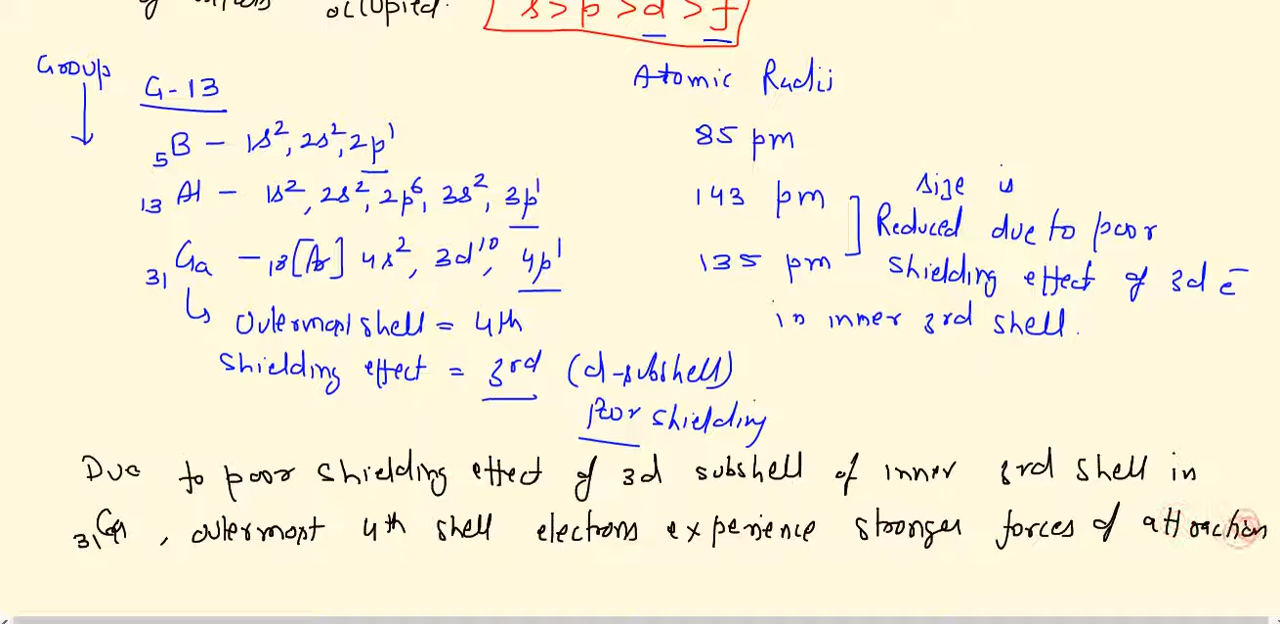 occupied. s > p > d > f
Group
G-13 Atomic Radii
5B – 1s², 2s², 2p¹ 85 pm
13Al – 1s², 2s², 2p⁶, 3s², 3p¹ 143 pm size is
Reduced due to poor
31Ga – 18[Ar] 4s², 3d¹⁰, 4p¹ 135 pm shielding effect of 3d e⁻
↳ Outermost shell = 4th in inner 3rd shell.
Shielding effect = 3rd (d-subshell)
Poor shielding
Due to poor shielding effect of 3d subshell of inner 3rd shell in
31Ga, outermost 4th shell electrons experience stronger forces of attraction